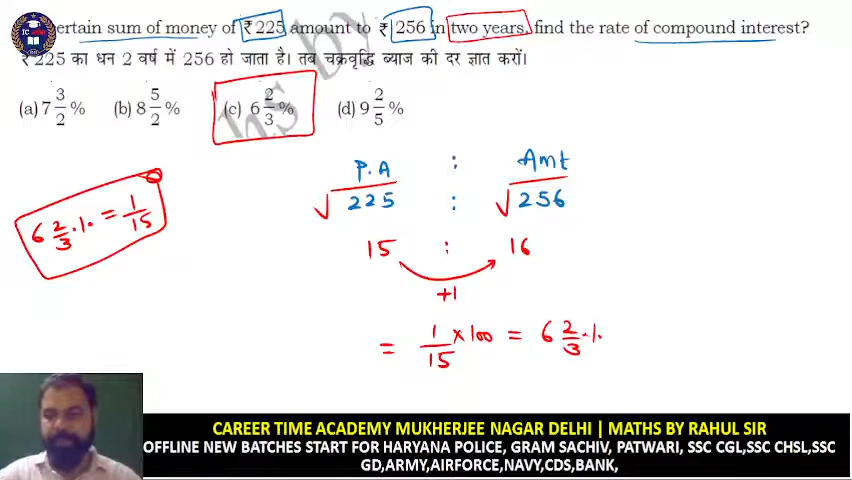 ertain sum of money of ₹225 amount to ₹256 in two years, find the rate of compound interest?
₹225 का धन 2 वर्ष में 256 हो जाता है। तब चक्रवृद्धि ब्याज की दर ज्ञात करों।
(a) 7 3/2 % (b) 8 5/2 % (c) 6 2/3 % (d) 9 2/5 %
P.A : Amt
√225 : √256
15 : 16
+1
6 2/3 % = 1/15
= 1/15 × 100 = 6 2/3 %
CAREER TIME ACADEMY MUKHERJEE NAGAR DELHI | MATHS BY RAHUL SIR
OFFLINE NEW BATCHES START FOR HARYANA POLICE, GRAM SACHIV, PATWARI, SSC CGL,SSC CHSL,SSC
GD,ARMY,AIRFORCE,NAVY,CDS,BANK,